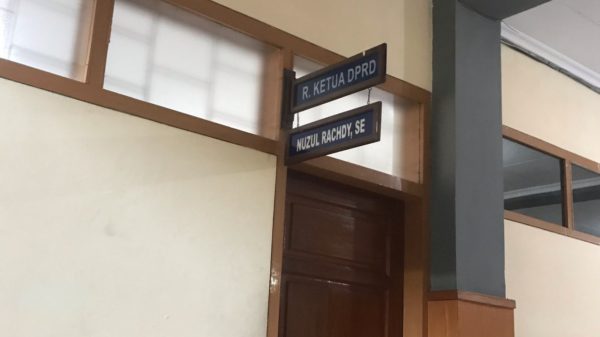 R. KETUA DPRD
NUZUL RACHDY, SE